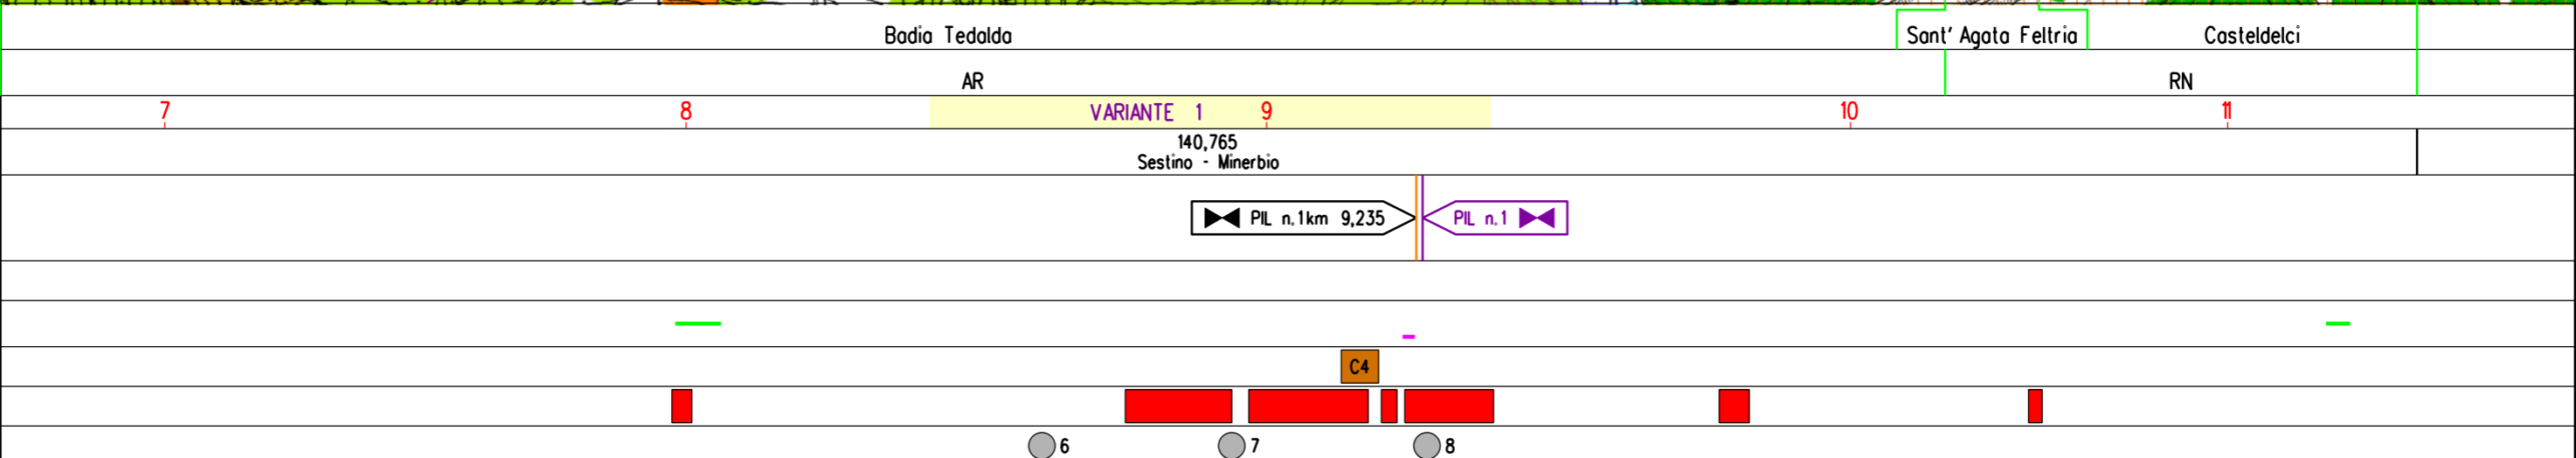 Badia Tedalda Sant' Agata Feltria Casteldelci
AR RN
7 8 VARIANTE 1 9 10 11
140,765
Sestino - Minerbio
PIL n.1km 9,235 PIL n.1
C4
6 7 8